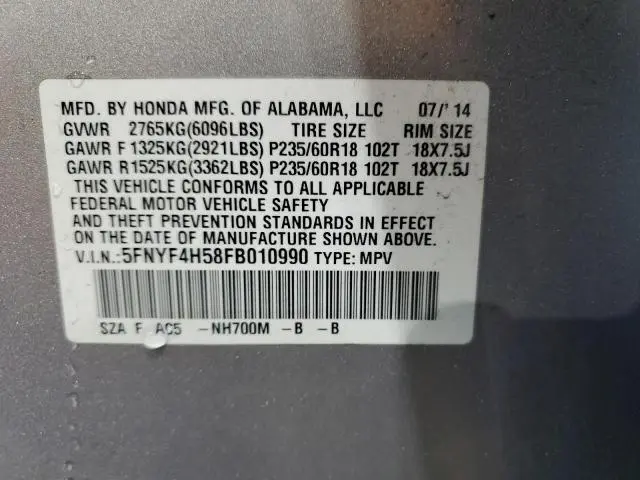 MFD. BY HONDA MFG. OF ALABAMA, LLC 07/'14
GVWR 2765KG(6096LBS) TIRE SIZE RIM SIZE
GAWR F 1325KG(2921LBS) P235/60R18 102T 18X7.5J
GAWR R1525KG(3362LBS) P235/60R18 102T 18X7.5J
THIS VEHICLE CONFORMS TO ALL APPLICABLE
FEDERAL MOTOR VEHICLE SAFETY
AND THEFT PREVENTION STANDARDS IN EFFECT
ON THE DATE OF MANUFACTURE SHOWN ABOVE.
V.I.N.:5FNYF4H58FB010990 TYPE: MPV
SZA F AC5 -NH700M -B -B